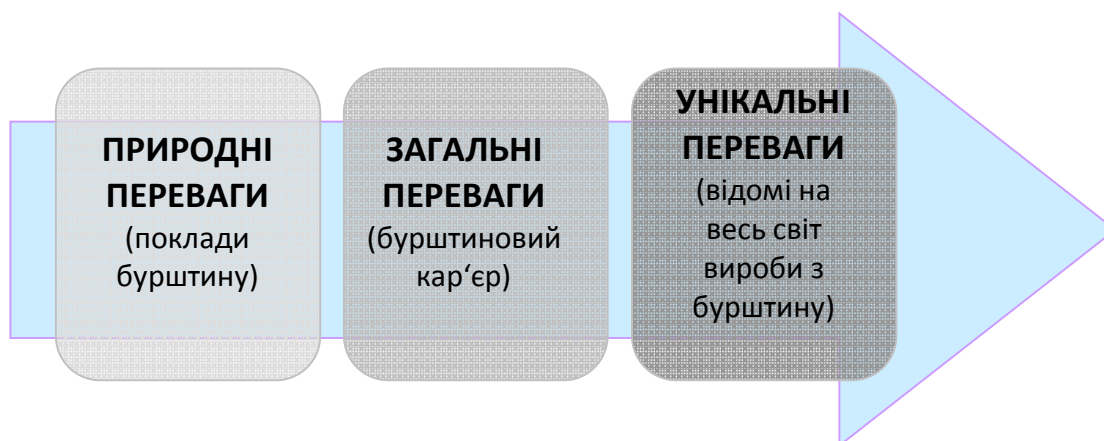 ПРИРОДНІ
ПЕРЕВАГИ
(поклади
бурштину)
ЗАГАЛЬНІ
ПЕРЕВАГИ
(бурштиновий
кар‘єр)
УНІКАЛЬНІ
ПЕРЕВАГИ
(відомі на
весь світ
вироби з
бурштину)